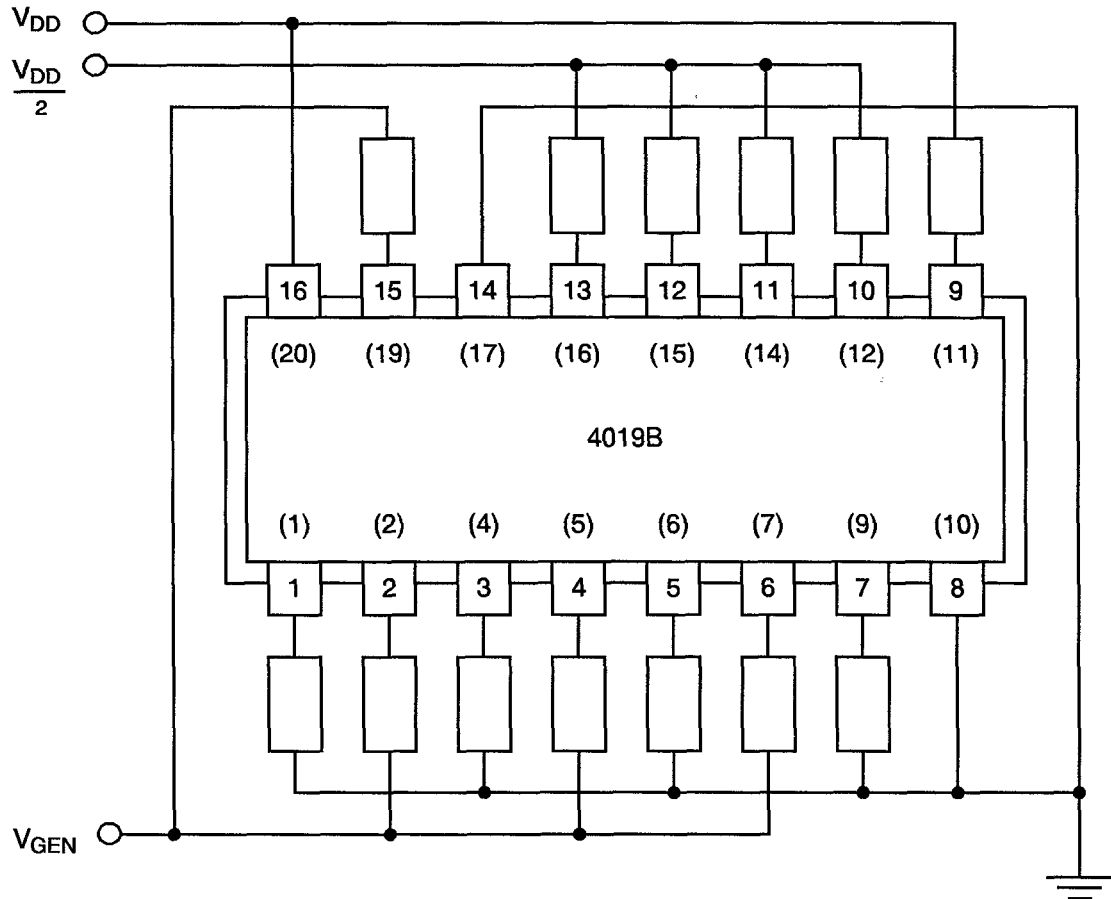 VDD
VDD
2
16 15 14 13 12 11 10 9
(20) (19) (17) (16) (15) (14) (12) (11)
4019B
(1) (2) (4) (5) (6) (7) (9) (10)
1 2 3 4 5 6 7 8
VGEN